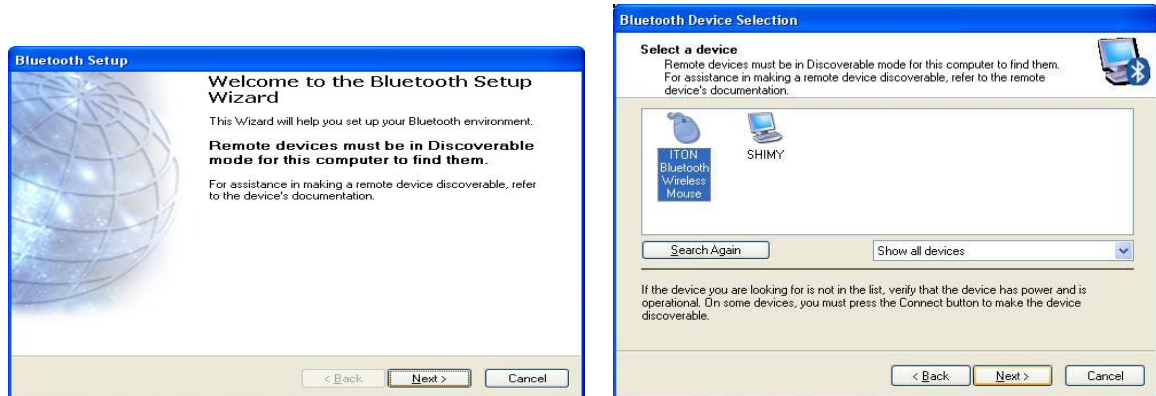 Bluetooth Setup
Welcome to the Bluetooth Setup
Wizard
This Wizard will help you set up your Bluetooth environment.
Remote devices must be in Discoverable
mode for this computer to find them.
For assistance in making a remote device discoverable, refer
to the device's documentation.
< Back
Next >
Cancel
Bluetooth Device Selection
Select a device
Remote devices must be in Discoverable mode for this computer to find them.
For assistance in making a remote device discoverable, refer to the remote
device's documentation.
ITON
Bluetooth
Wireless
Mouse
SHIMY
Search Again
Show all devices
If the device you are looking for is not in the list, verify that the device has power and is
operational. On some devices, you must press the Connect button to make the device
discoverable.
< Back
Next >
Cancel